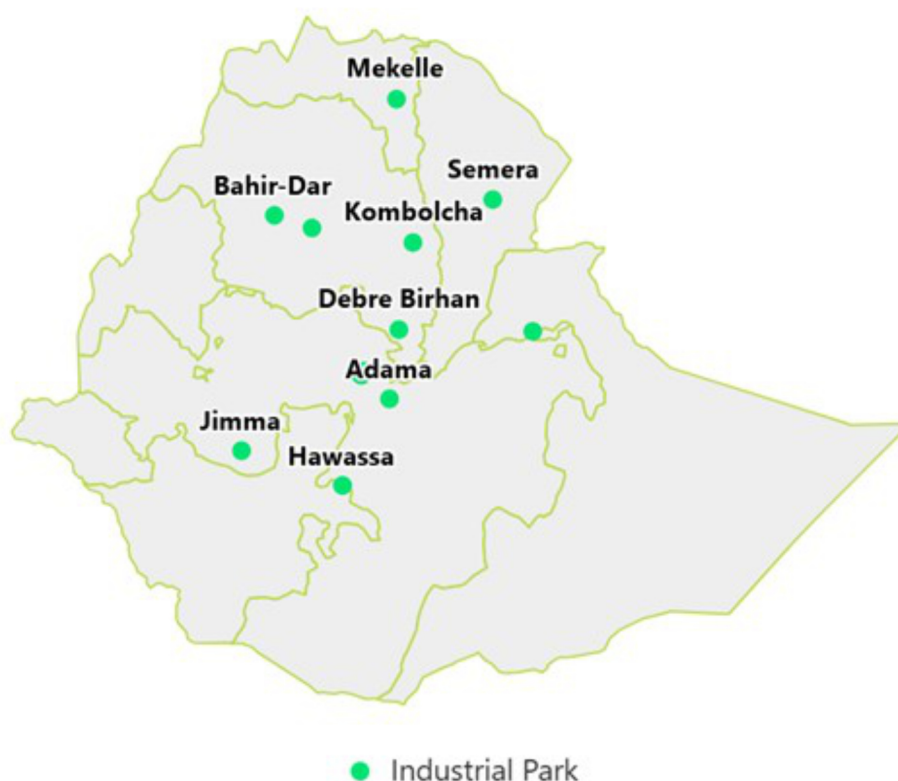 Mekelle
Semera
Bahir-Dar
Kombolcha
Debre Birhan
Adama
Jimma
Hawassa
Industrial Park